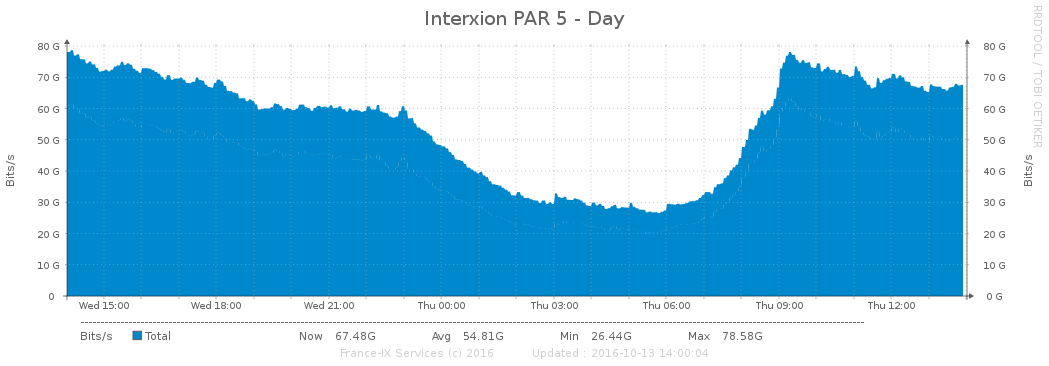 Interxion PAR 5 - Day
RRDTOOL / TOBI OETIKER
80 G 80 G
70 G 70 G
60 G 60 G
50 G 50 G
40 G 40 G
30 G 30 G
20 G 20 G
10 G 10 G
0 0 G
Bits/s
Bits/s
Wed 15:00 Wed 18:00 Wed 21:00 Thu 00:00 Thu 03:00 Thu 06:00 Thu 09:00 Thu 12:00
Bits/s Total Now 67.48G Avg 54.81G Min 26.44G Max 78.58G
France-IX Services (c) 2016 Updated : 2016-10-13 14:00:04